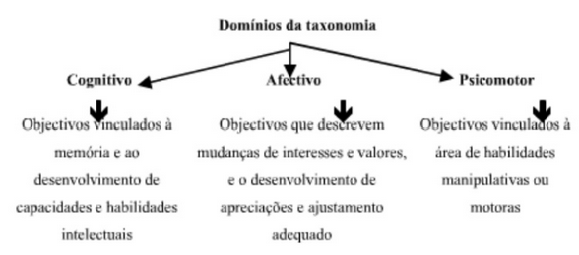 Domínios da taxonomia
Cognitivo
Afectivo
Psicomotor
Objectivos vinculados à
memória e ao
desenvolvimento de
capacidades e habilidades
intelectuais
Objectivos que descrevem
mudanças de interesses e valores,
e o desenvolvimento de
apreciações e ajustamento
adequado
Objectivos vinculados à
área de habilidades
manipulativas ou
motoras